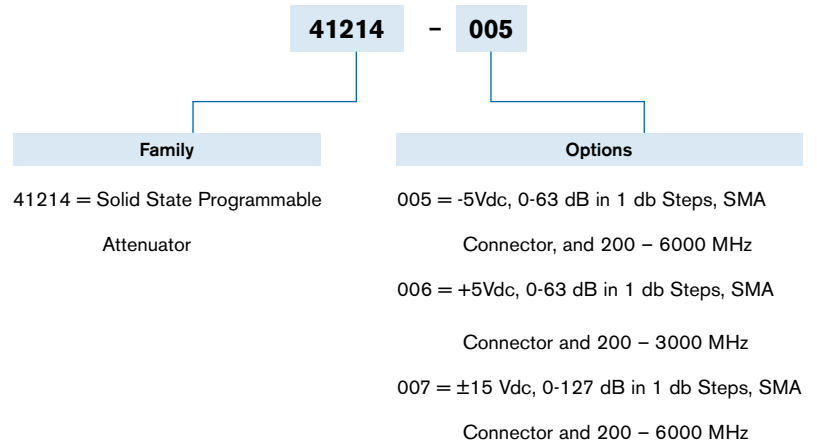 41214 – 005
Family
41214 = Solid State Programmable
Attenuator
Options
005 = -5Vdc, 0-63 dB in 1 db Steps, SMA
Connector, and 200 – 6000 MHz
006 = +5Vdc, 0-63 dB in 1 db Steps, SMA
Connector and 200 – 3000 MHz
007 = ±15 Vdc, 0-127 dB in 1 db Steps, SMA
Connector and 200 – 6000 MHz